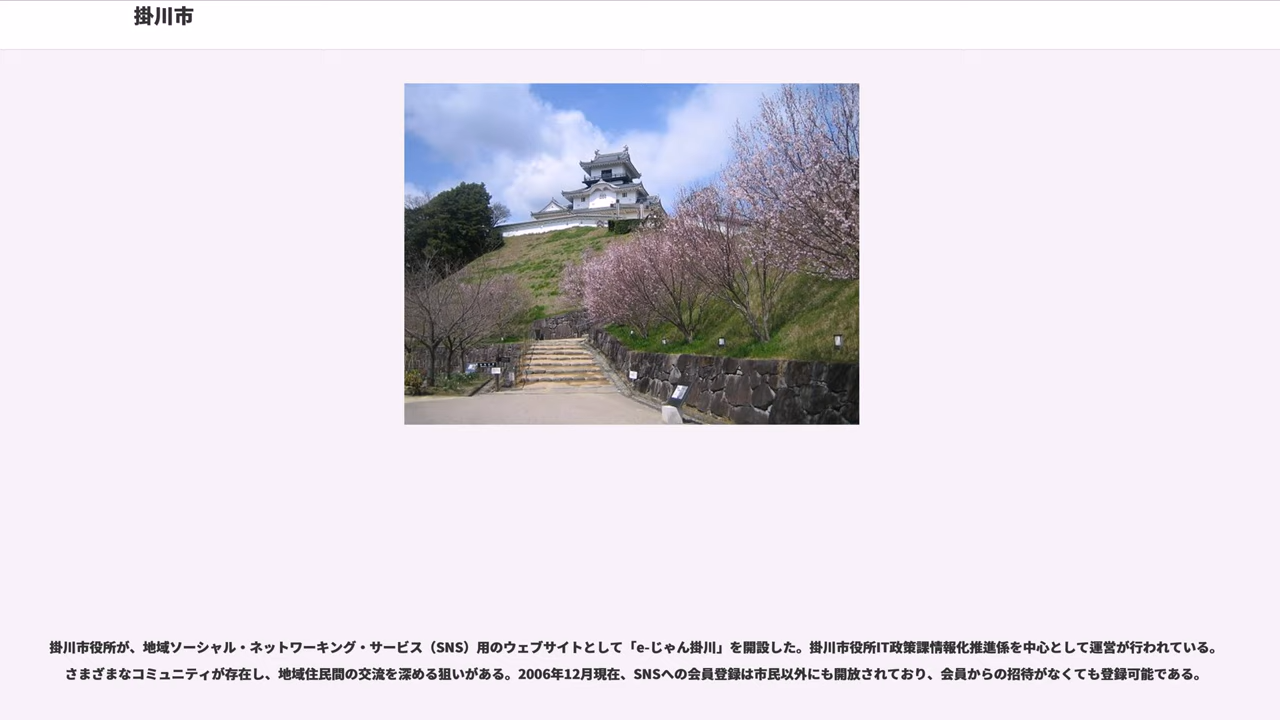 掛川市
掛川市役所が、地域ソーシャル・ネットワーキング・サービス（SNS）用のウェブサイトとして「e-じゃん掛川」を開設した。掛川市役所IT政策課情報化推進係を中心として運営が行われている。
さまざまなコミュニティが存在し、地域住民間の交流を深める狙いがある。2006年12月現在、SNSへの会員登録は市民以外にも開放されており、会員からの招待がなくても登録可能である。